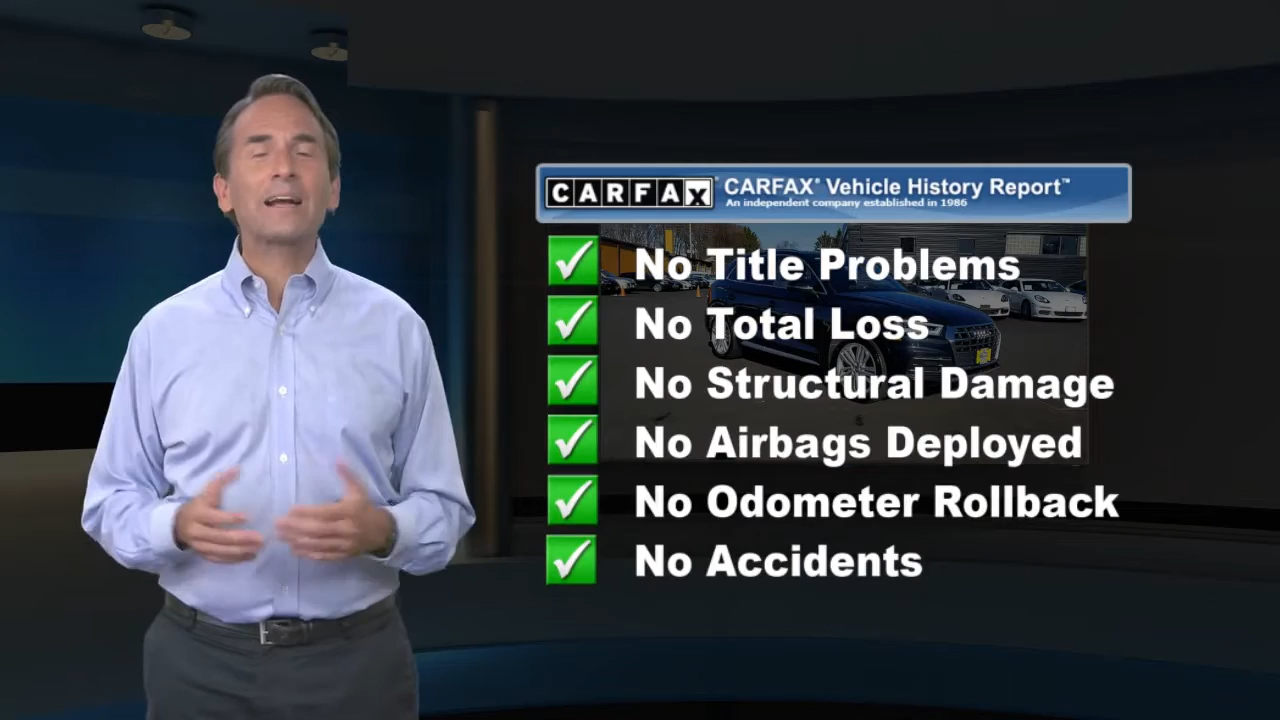 CARFAX
CARFAX® Vehicle History Report™
An independent company established in 1986
No Title Problems
No Total Loss
No Structural Damage
No Airbags Deployed
No Odometer Rollback
No Accidents